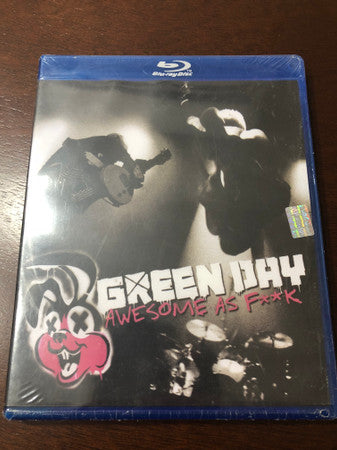 Blu-ray Disc
GREEN DAY
AWESOME AS F**K